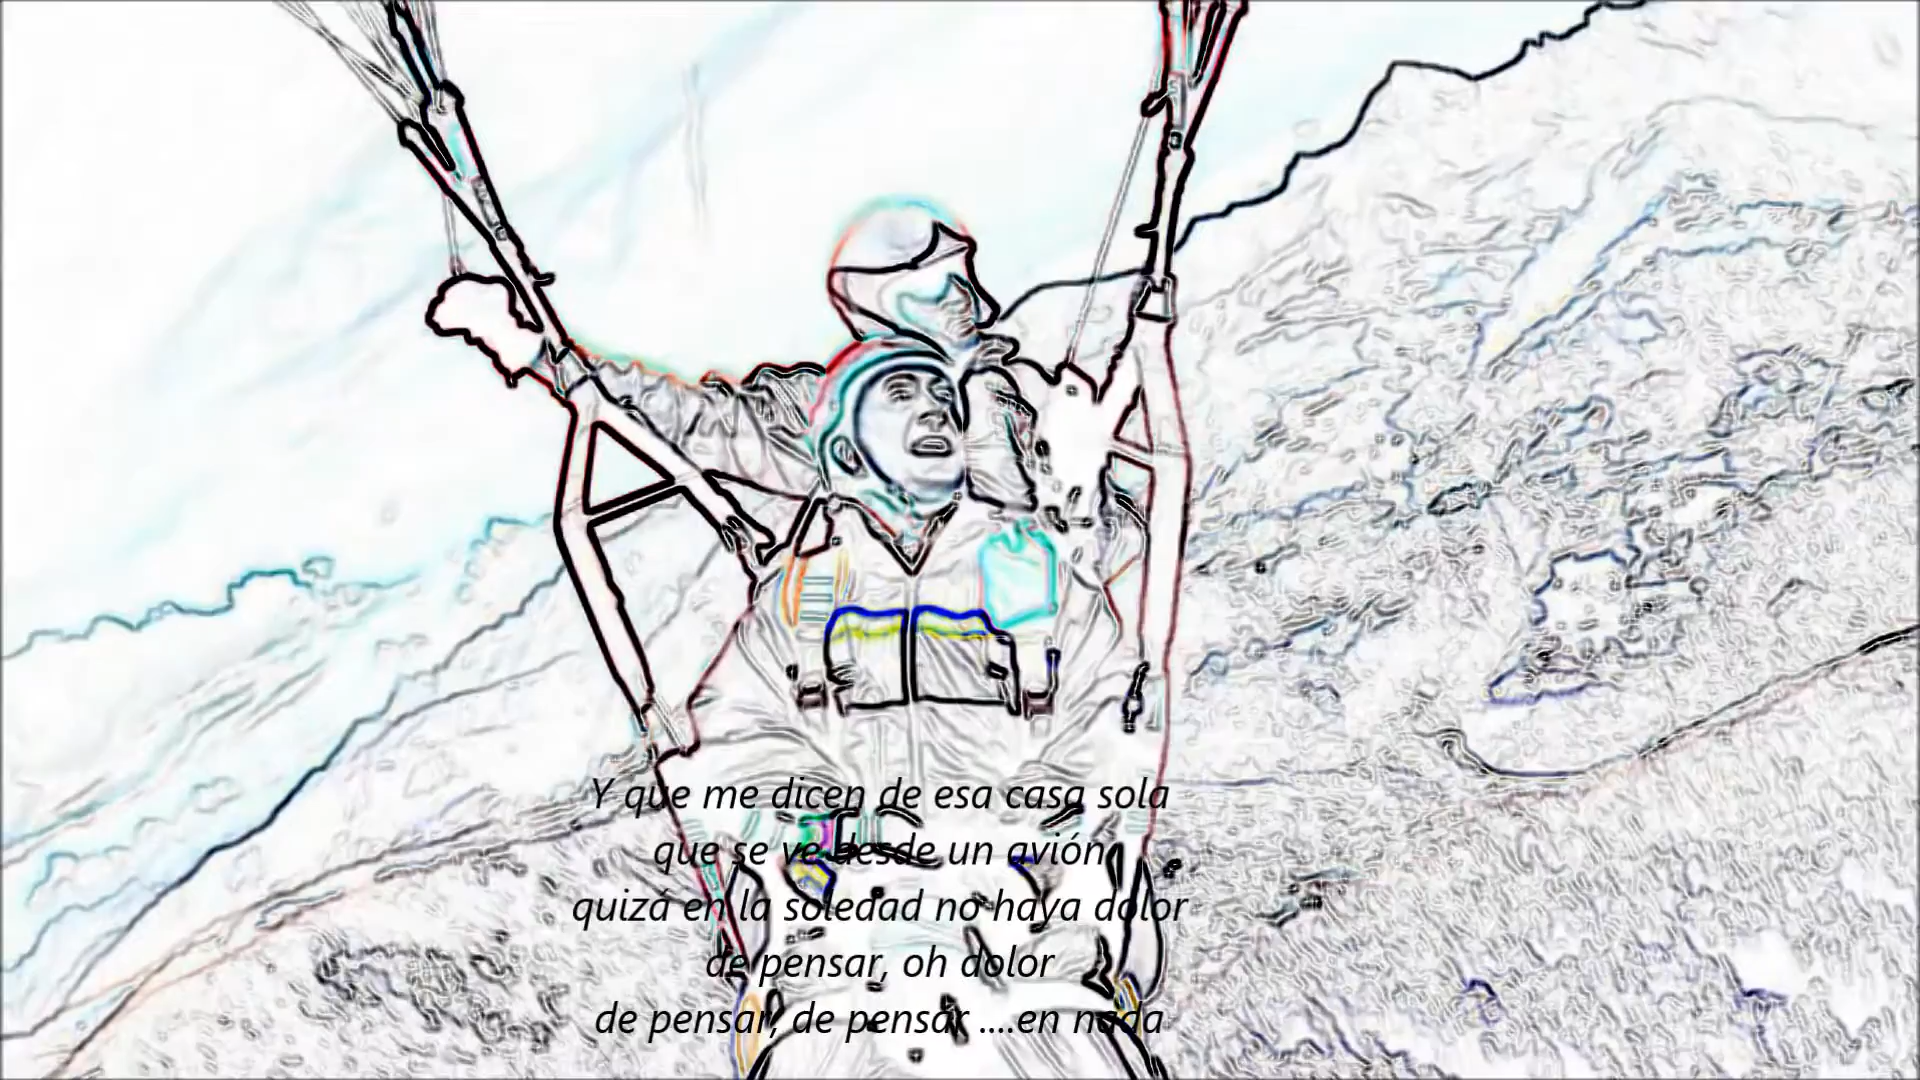 Y que me dicen de esa casa sola
que se ve desde un avión
quizá en la soledad no haya dolor
de pensar, oh dolor
de pensar, de pensar ....en nada